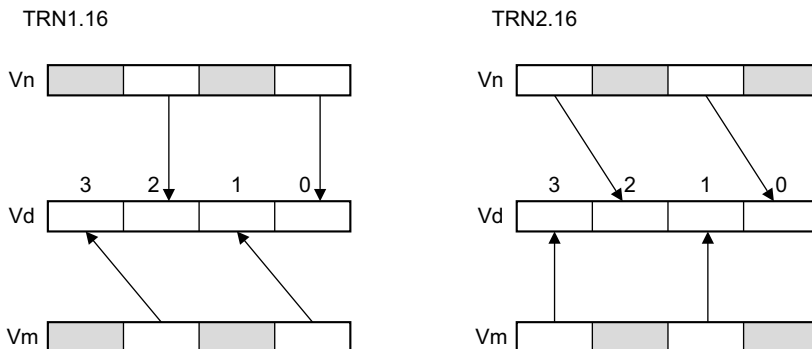 TRN1.16 TRN2.16
Vn Vn
3 2 1 0 3 2 1 0
Vd Vd
Vm Vm